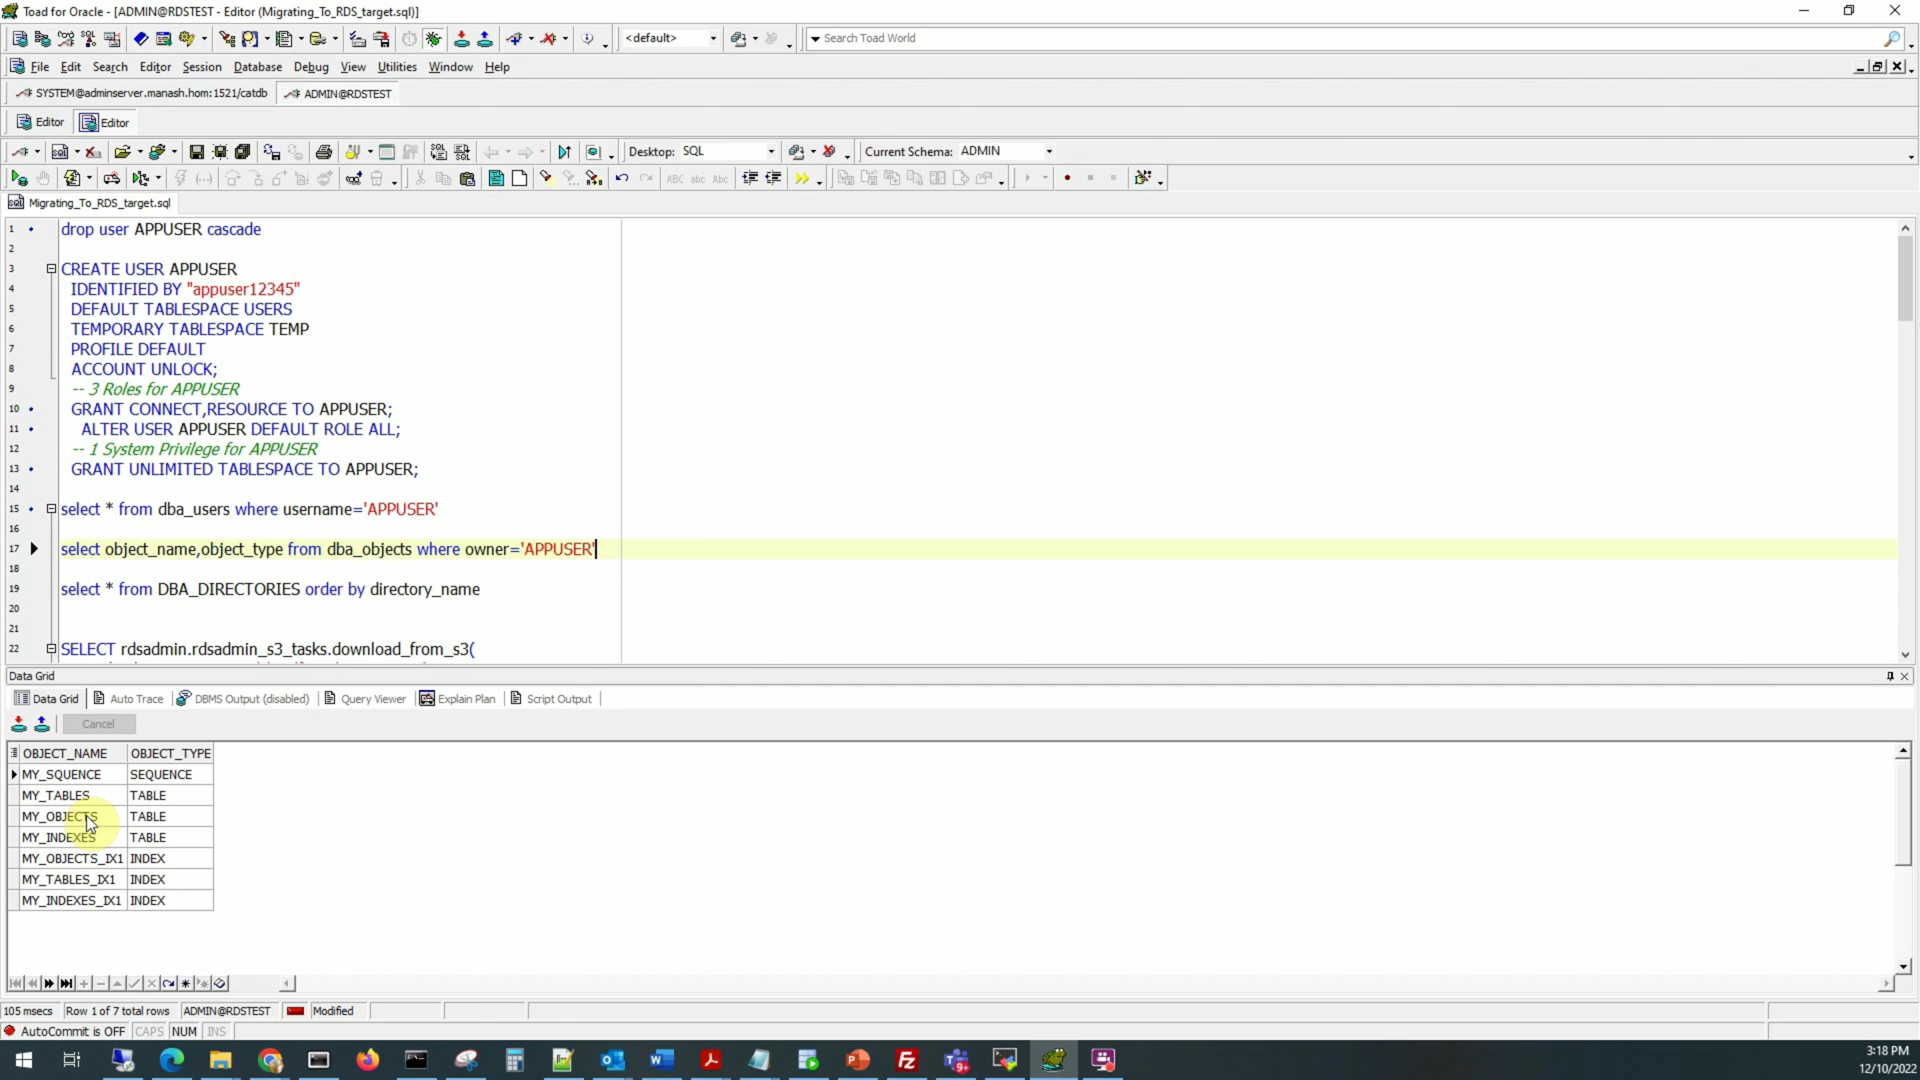 Toad for Oracle - [ADMIN@RDSTEST - Editor (Migrating_To_RDS_target.sql)]
<default>
Search Toad World
File Edit Search Editor Session Database Debug View Utilities Window Help
SYSTEM@adminserver.manash.hom:1521/catdb ADMIN@RDSTEST
Editor Editor
Desktop: SQL Current Schema: ADMIN
Migrating_To_RDS_target.sql
1 drop user APPUSER cascade
2
3 CREATE USER APPUSER
4 IDENTIFIED BY "appuser12345"
5 DEFAULT TABLESPACE USERS
6 TEMPORARY TABLESPACE TEMP
7 PROFILE DEFAULT
8 ACCOUNT UNLOCK;
9 -- 3 Roles for APPUSER
10 GRANT CONNECT,RESOURCE TO APPUSER;
11 ALTER USER APPUSER DEFAULT ROLE ALL;
12 -- 1 System Privilege for APPUSER
13 GRANT UNLIMITED TABLESPACE TO APPUSER;
14
15 select * from dba_users where username='APPUSER'
16
17 select object_name,object_type from dba_objects where owner='APPUSER'
18
19 select * from DBA_DIRECTORIES order by directory_name
20
21
22 SELECT rdsadmin.rdsadmin_s3_tasks.download_from_s3(
Data Grid
Data Grid Auto Trace DBMS Output (disabled) Query Viewer Explain Plan Script Output
Cancel
OBJECT_NAME OBJECT_TYPE
MY_SQUENCE SEQUENCE
MY_TABLES TABLE
MY_OBJECTS TABLE
MY_INDEXES TABLE
MY_OBJECTS_IX1 INDEX
MY_TABLES_IX1 INDEX
MY_INDEXES_IX1 INDEX
105 msecs Row 1 of 7 total rows ADMIN@RDSTEST Modified
AutoCommit is OFF CAPS NUM INS
3:18 PM
12/10/2022